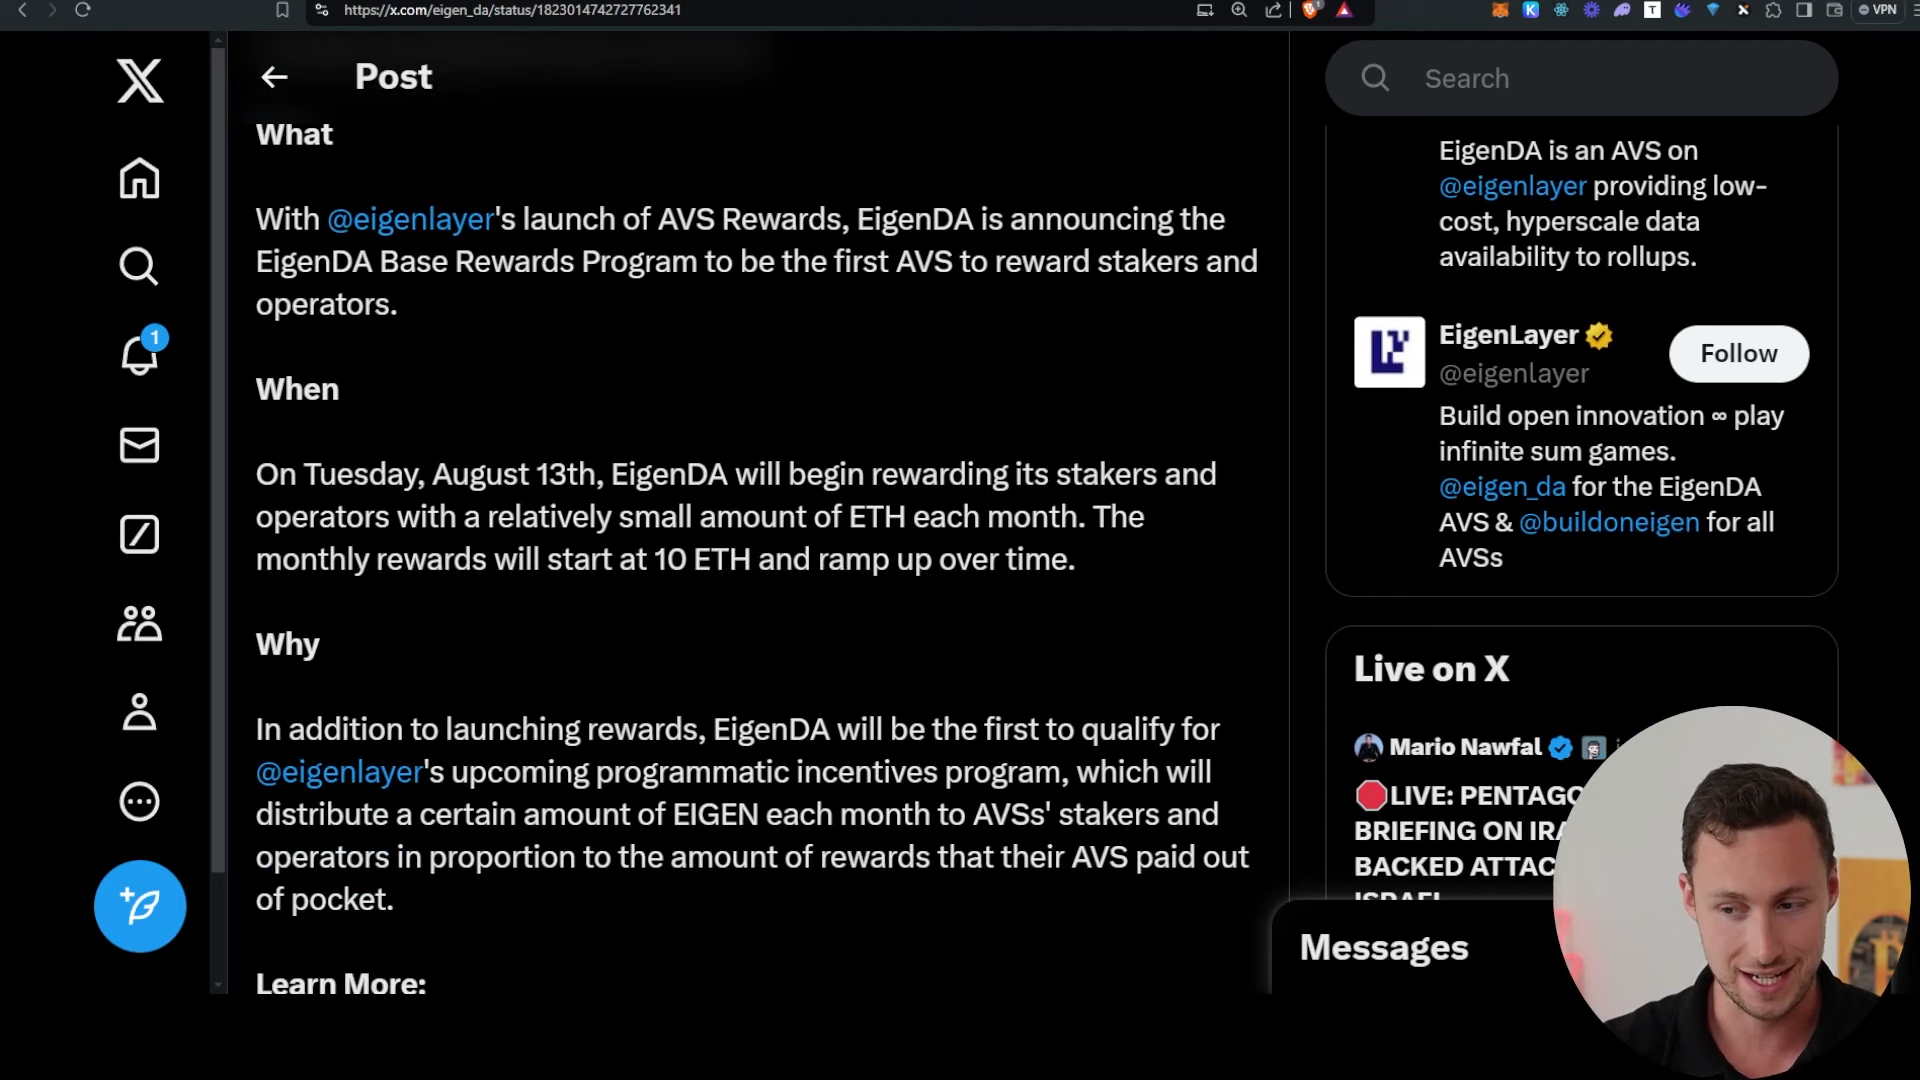 https://x.com/eigen_da/status/1823014742727762341
VPN
Post
Search
What
With @eigenlayer's launch of AVS Rewards, EigenDA is announcing the
EigenDA Base Rewards Program to be the first AVS to reward stakers and
operators.
When
On Tuesday, August 13th, EigenDA will begin rewarding its stakers and
operators with a relatively small amount of ETH each month. The
monthly rewards will start at 10 ETH and ramp up over time.
Why
In addition to launching rewards, EigenDA will be the first to qualify for
@eigenlayer's upcoming programmatic incentives program, which will
distribute a certain amount of EIGEN each month to AVSs' stakers and
operators in proportion to the amount of rewards that their AVS paid out
of pocket.
Learn More:
1
EigenDA is an AVS on
@eigenlayer providing low-
cost, hyperscale data
availability to rollups.
EigenLayer
@eigenlayer
Follow
Build open innovation ∞ play
infinite sum games.
@eigen_da for the EigenDA
AVS & @buildoneigen for all
AVSs
Live on X
Mario Nawfal
LIVE: PENTAGO
BRIEFING ON IRA
BACKED ATTAC
ISRAEL
Messages